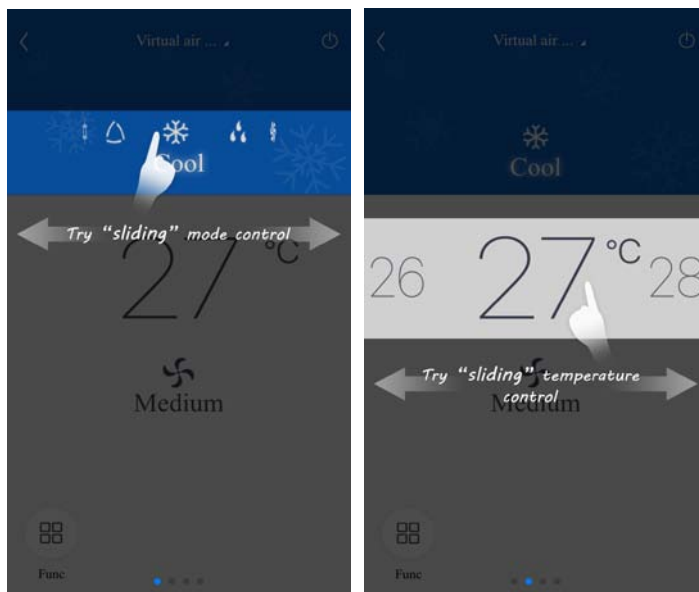 Virtual air ...
Cool
Try “sliding” mode control
27 °C
Medium
Func
Virtual air ...
Cool
26 27 °C 28
Try “sliding” temperature
control
Medium
Func